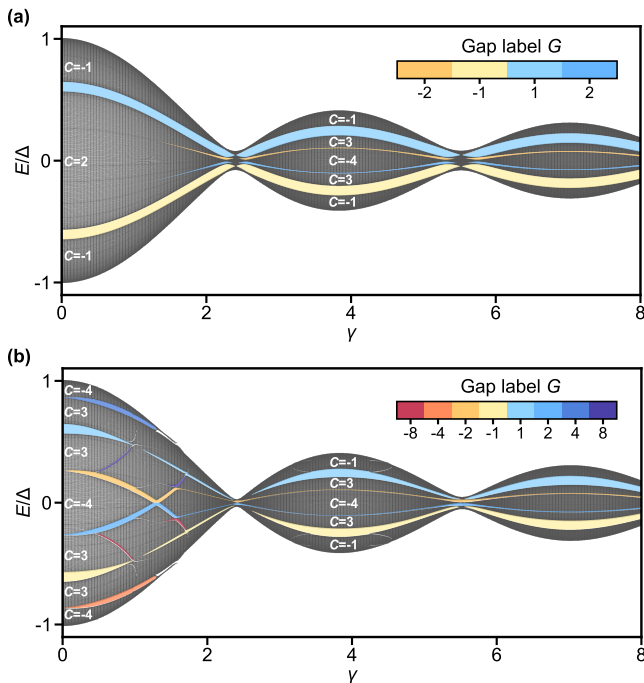 (a)
1
Gap label G
-2 -1 1 2
C=-1
C=-1
C=3
E/Δ
0
C=2
C=-4
C=3
C=-1
C=-1
-1
0 2 4 6 8
γ
(b)
1
Gap label G
-8 -4 -2 -1 1 2 4 8
C=-4
C=3
C=3
C=-1
C=3
E/Δ
0
C=-4
C=-4
C=3
C=3
C=-1
C=3
C=-4
-1
0 2 4 6 8
γ